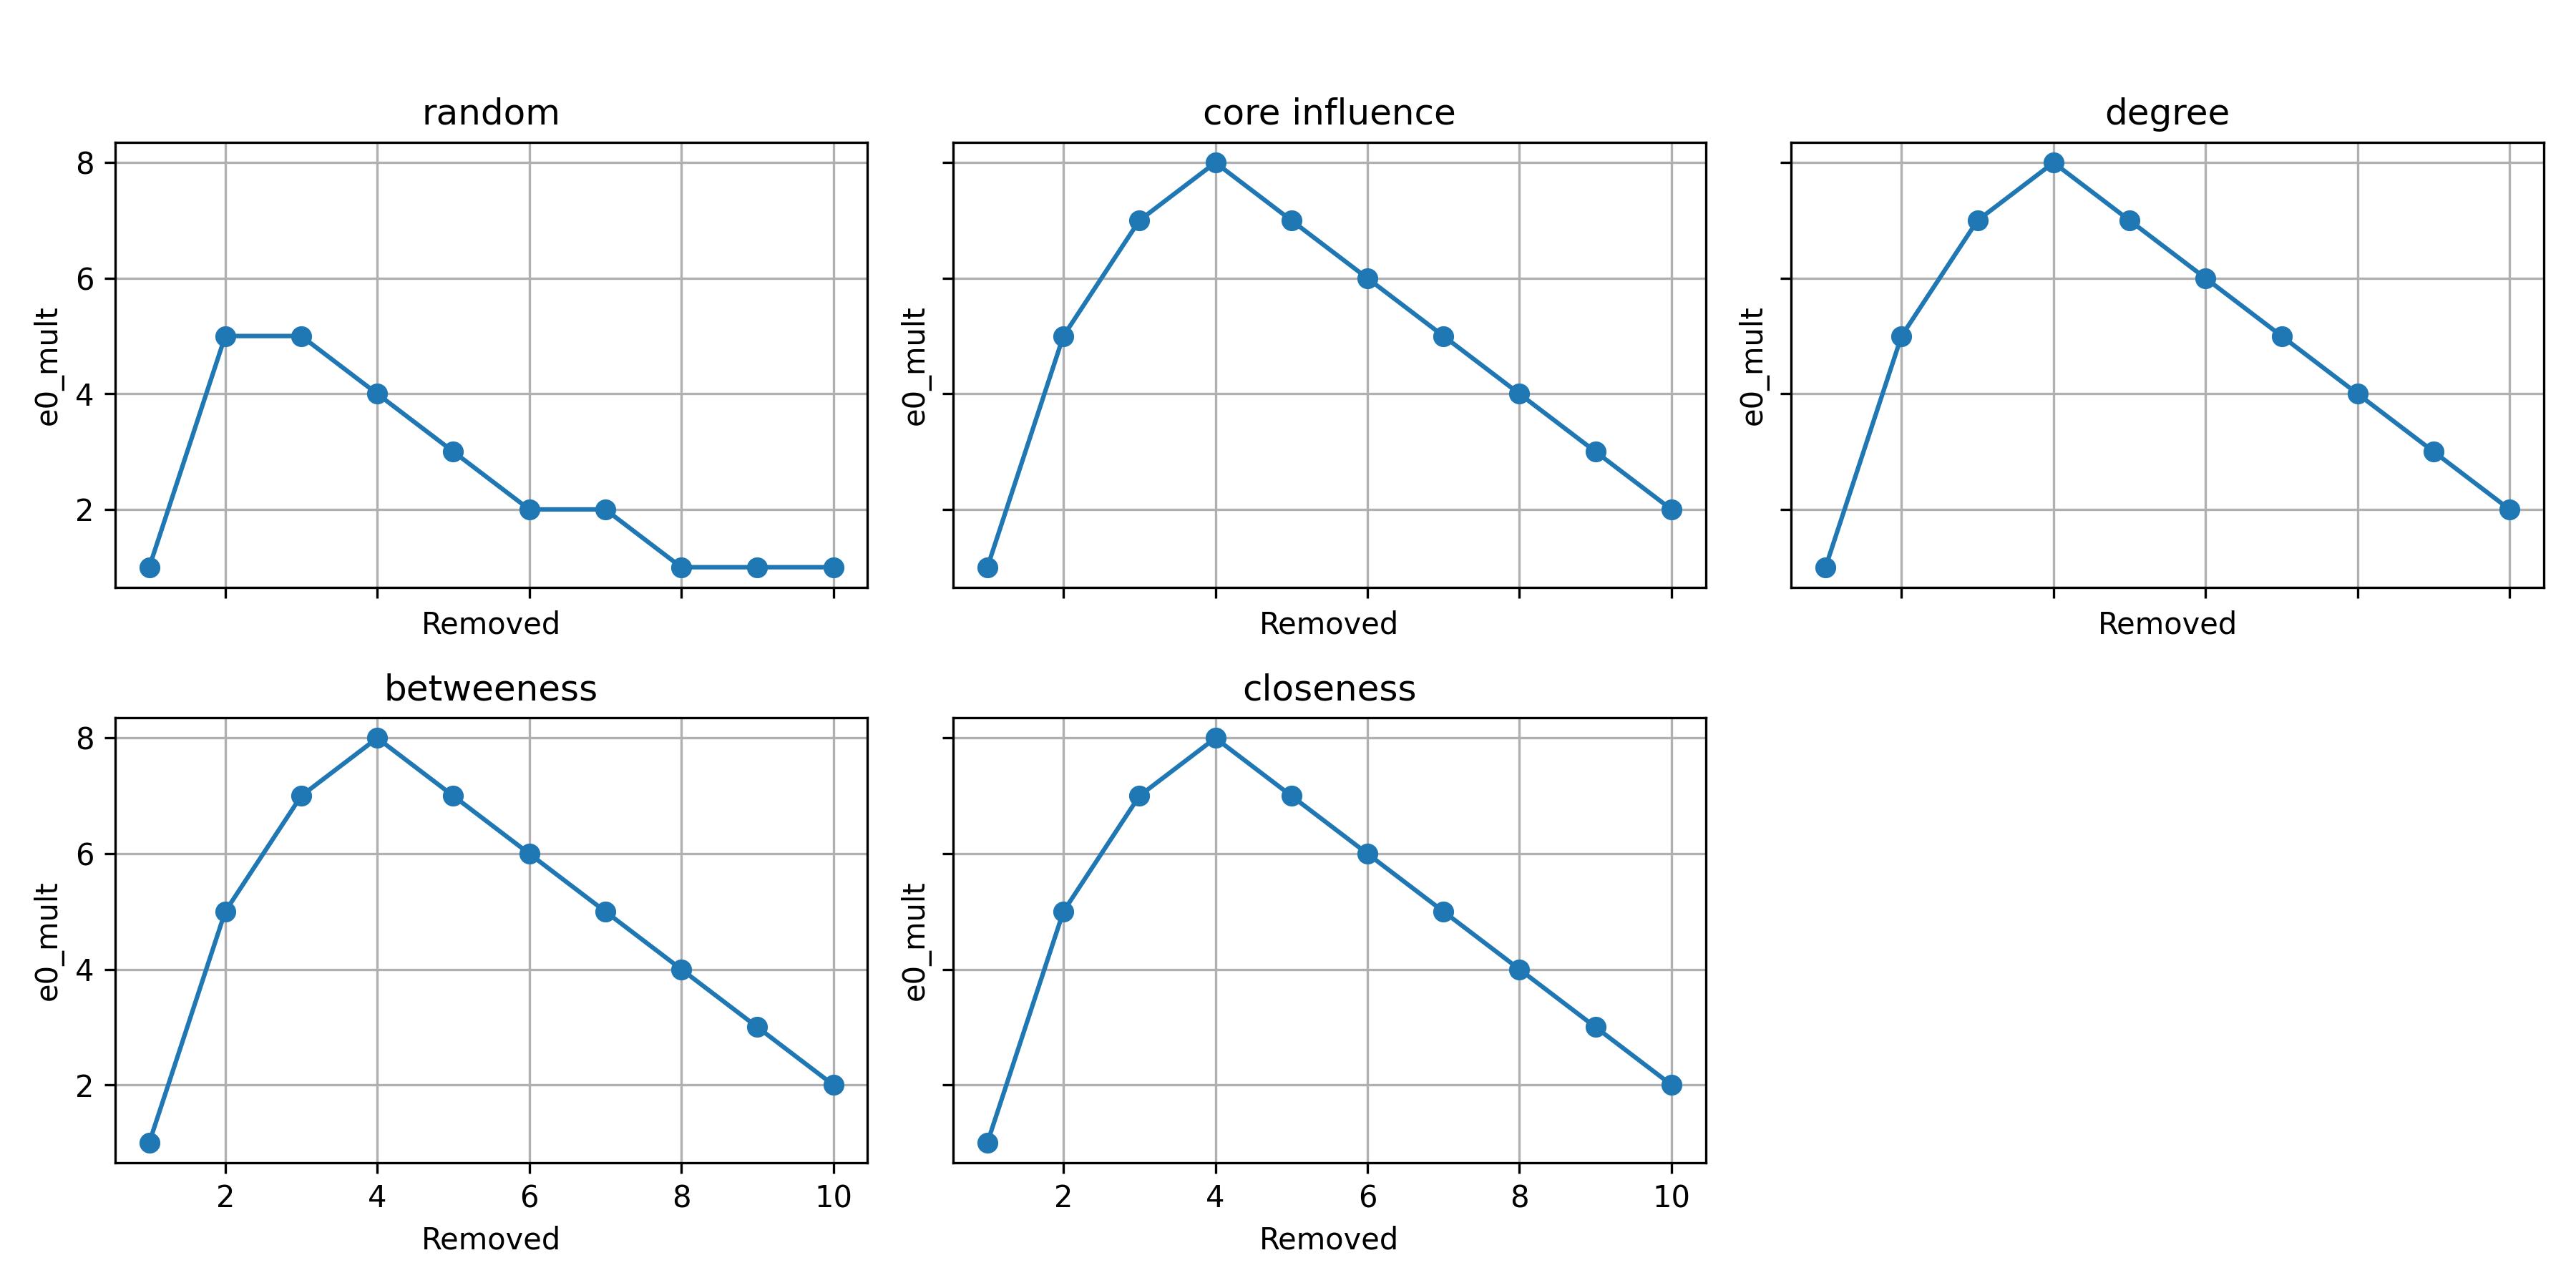 random
8
6
4
2
e0_mult
Removed
core influence
e0_mult
Removed
degree
e0_mult
Removed
betweeness
8
6
4
2
e0_mult
2 4 6 8 10
Removed
closeness
e0_mult
2 4 6 8 10
Removed